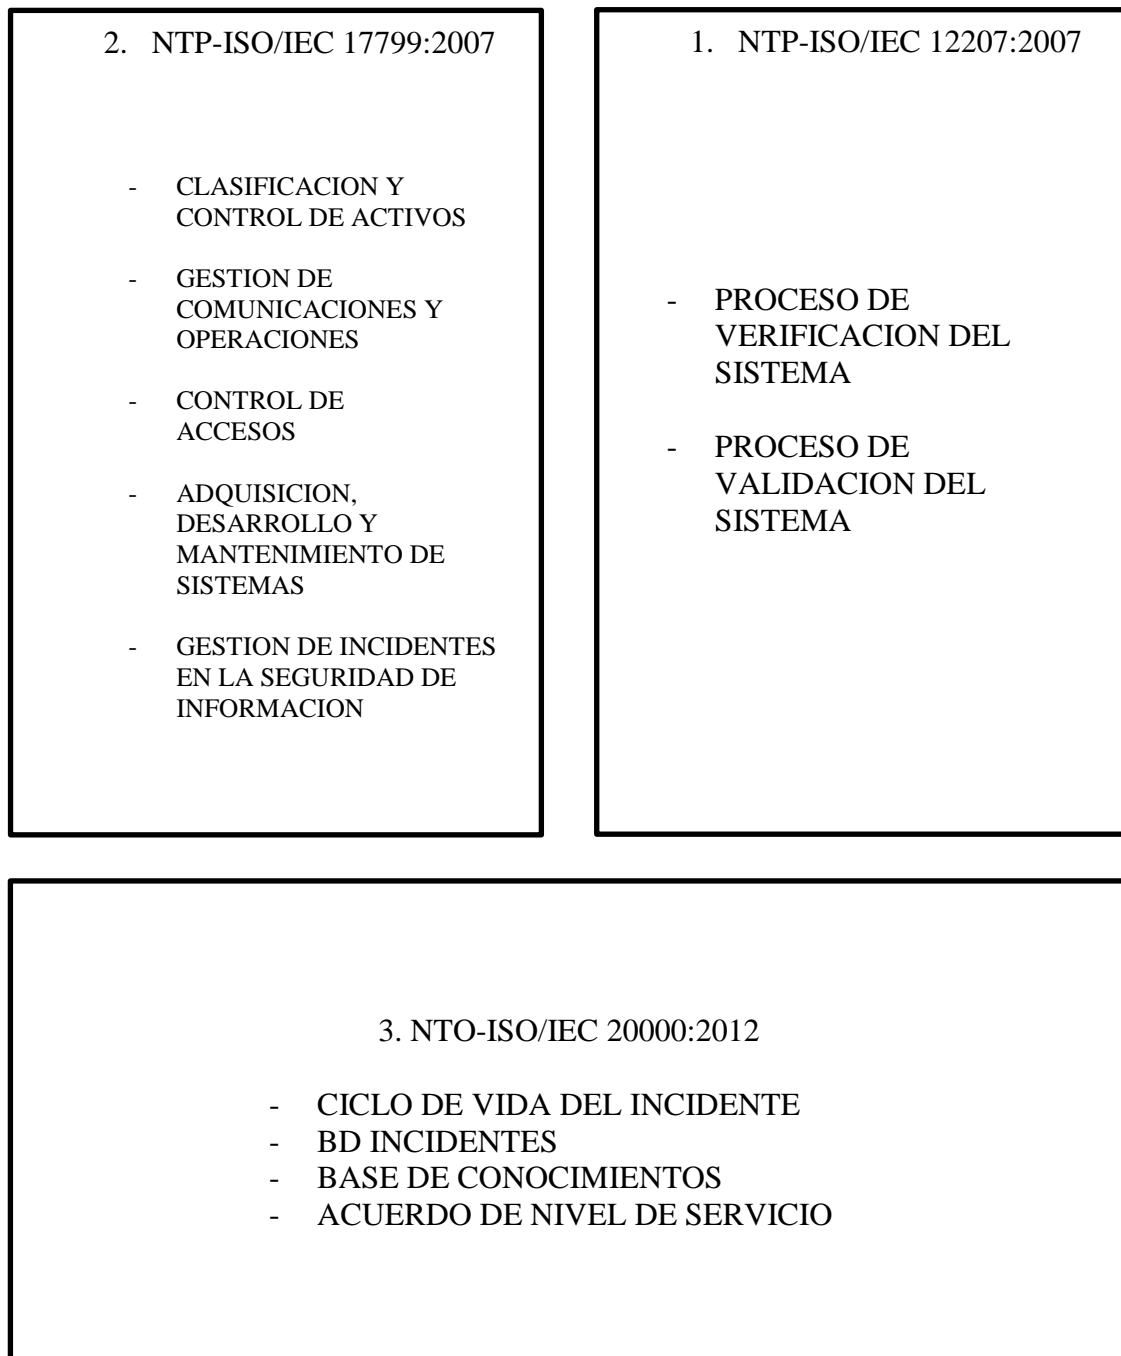 2. NTP-ISO/IEC 17799:2007
- CLASIFICACION Y
CONTROL DE ACTIVOS
- GESTION DE
COMUNICACIONES Y
OPERACIONES
- CONTROL DE
ACCESOS
- ADQUISICION,
DESARROLLO Y
MANTENIMIENTO DE
SISTEMAS
- GESTION DE INCIDENTES
EN LA SEGURIDAD DE
INFORMACION
1. NTP-ISO/IEC 12207:2007
- PROCESO DE
VERIFICACION DEL
SISTEMA
- PROCESO DE
VALIDACION DEL
SISTEMA
3. NTO-ISO/IEC 20000:2012
- CICLO DE VIDA DEL INCIDENTE
- BD INCIDENTES
- BASE DE CONOCIMIENTOS
- ACUERDO DE NIVEL DE SERVICIO